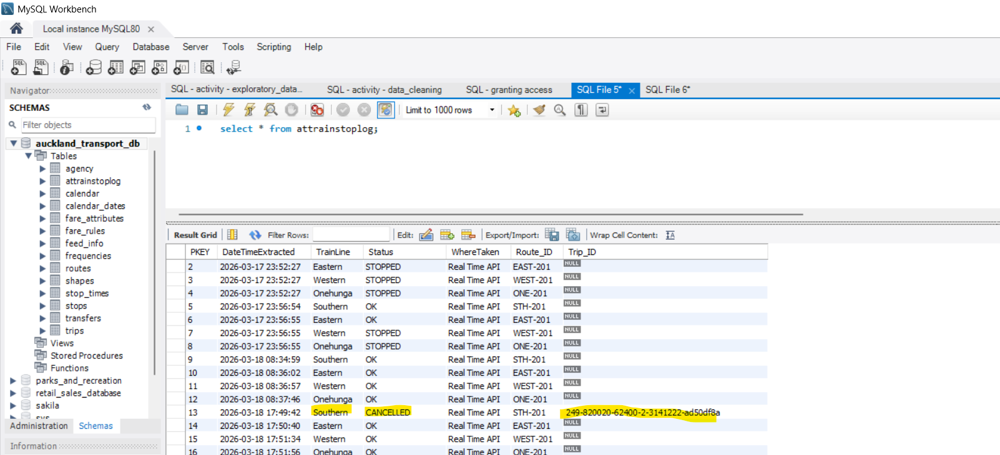 MySQL Workbench
Local instance MySQL80
File Edit View Query Database Server Tools Scripting Help
Navigator
SCHEMAS
Filter objects
auckland_transport_db
Tables
agency
attrainstoplog
calendar
calendar_dates
fare_attributes
fare_rules
feed_info
frequencies
routes
shapes
stop_times
stops
transfers
trips
Views
Stored Procedures
Functions
parks_and_recreation
retail_sales_database
sakila
sys
Administration Schemas
Information
SQL - activity - exploratory_data... SQL - activity - data_cleaning SQL - granting access SQL File 5* SQL File 6*
Limit to 1000 rows
1 select * from attrainstoplog;
Result Grid Filter Rows: Edit: Export/Import: Wrap Cell Content:
PKEY DateTimeExtracted TrainLine Status WhereTaken Route_ID Trip_ID
2 2026-03-17 23:52:27 Eastern STOPPED Real Time API EAST-201 NULL
3 2026-03-17 23:52:27 Western STOPPED Real Time API WEST-201 NULL
4 2026-03-17 23:52:27 Onehunga STOPPED Real Time API ONE-201 NULL
5 2026-03-17 23:56:54 Southern OK Real Time API STH-201 NULL
6 2026-03-17 23:56:55 Eastern OK Real Time API EAST-201 NULL
7 2026-03-17 23:56:55 Western STOPPED Real Time API WEST-201 NULL
8 2026-03-17 23:56:55 Onehunga STOPPED Real Time API ONE-201 NULL
9 2026-03-18 08:34:59 Southern OK Real Time API STH-201 NULL
10 2026-03-18 08:36:02 Eastern OK Real Time API EAST-201 NULL
11 2026-03-18 08:36:57 Western OK Real Time API WEST-201 NULL
12 2026-03-18 08:37:46 Onehunga OK Real Time API ONE-201 NULL
13 2026-03-18 17:49:42 Southern CANCELLED Real Time API STH-201 249-820020-62400-2-3141222-ad50df8a
14 2026-03-18 17:50:40 Eastern OK Real Time API EAST-201 NULL
15 2026-03-18 17:51:34 Western OK Real Time API WEST-201 NULL
16 2026-03-18 17:51:56 Onehunga OK Real Time API ONE-201 NULL